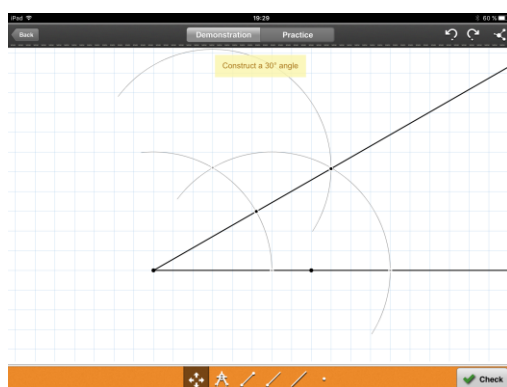 iPad 19:29 60 %
Back Demonstration Practice
Construct a 30° angle
Check